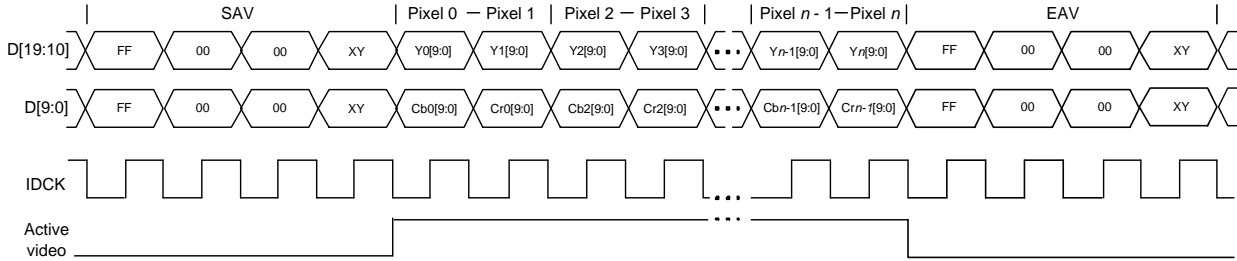 SAV Pixel 0 — Pixel 1 Pixel 2 — Pixel 3 Pixel n - 1—Pixel n EAV
D[19:10] FF 00 00 XY Y0[9:0] Y1[9:0] Y2[9:0] Y3[9:0] ... Yn-1[9:0] Yn[9:0] FF 00 00 XY
D[9:0] FF 00 00 XY Cb0[9:0] Cr0[9:0] Cb2[9:0] Cr2[9:0] ... Cbn-1[9:0] Crn-1[9:0] FF 00 00 XY
IDCK ...
Active ...
video